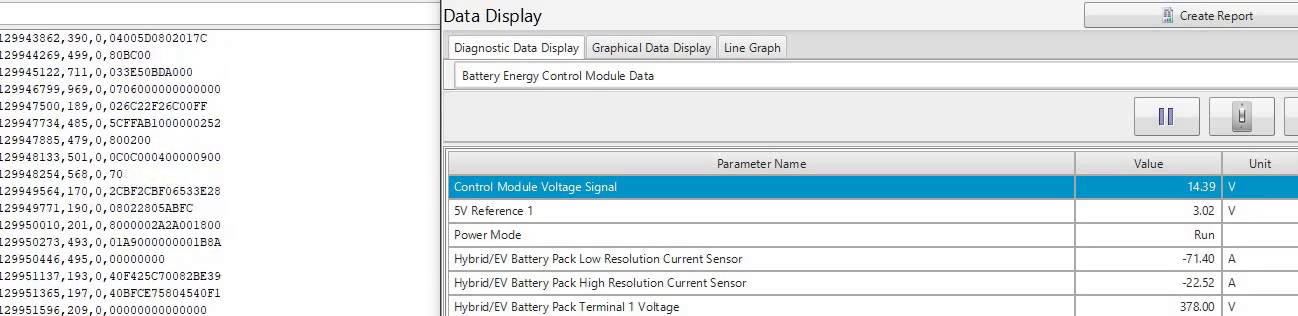 129943862,390,0,04005D0802017C
129944269,499,0,80BC00
129945122,711,0,033E50BDA000
129946799,969,0,0706000000000000
129947500,189,0,026C22F26C00FF
129947734,485,0,5CFFAB1000000252
129947885,479,0,800200
129948133,501,0,0C0C000400000900
129948254,568,0,70
129949564,170,0,2CBF2CBF06533E28
129949771,190,0,08022805ABFC
129950010,201,0,8000002A2A001800
129950273,493,0,01A9000000001B8A
129950446,495,0,00000000
129951137,193,0,40F425C70082BE39
129951365,197,0,40BFCE75804540F1
129951596,209,0,00000000000000
Data Display
Create Report
Diagnostic Data Display Graphical Data Display Line Graph
Battery Energy Control Module Data
Parameter Name Value Unit
Control Module Voltage Signal 14.39 V
5V Reference 1 3.02 V
Power Mode Run
Hybrid/EV Battery Pack Low Resolution Current Sensor -71.40 A
Hybrid/EV Battery Pack High Resolution Current Sensor -22.52 A
Hybrid/EV Battery Pack Terminal 1 Voltage 378.00 V